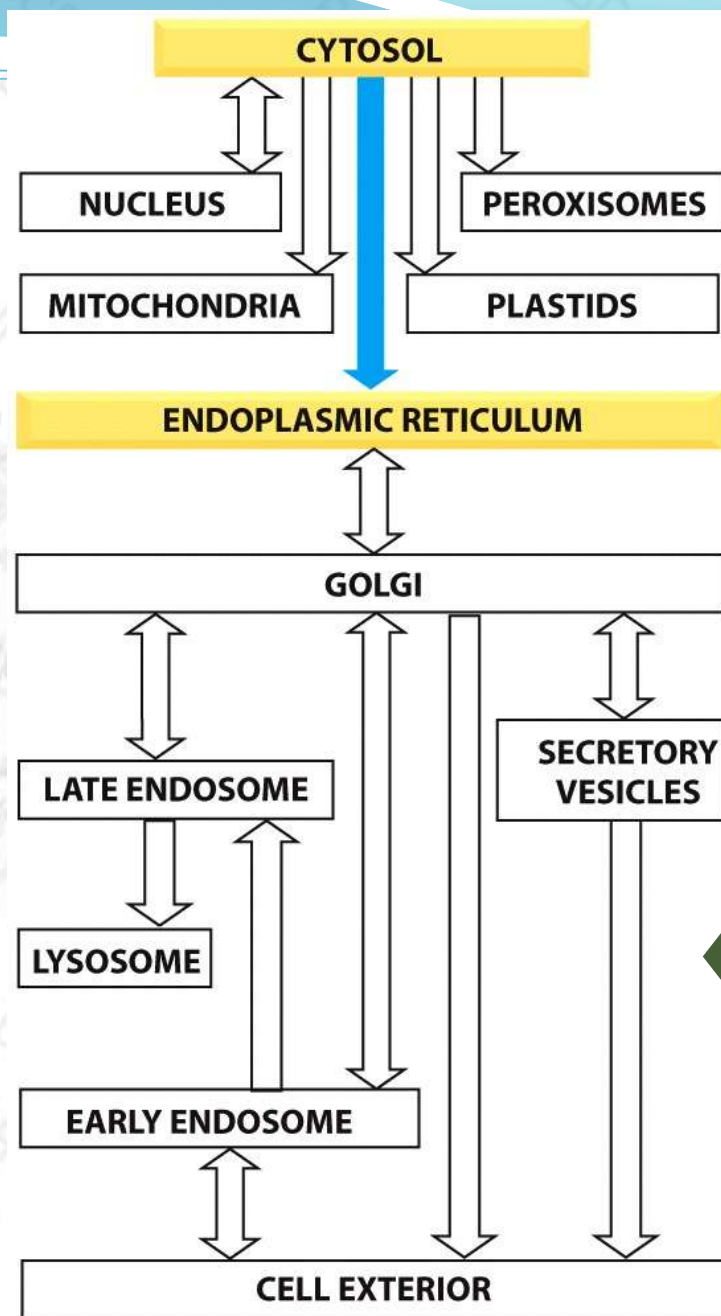 CYTOSOL
NUCLEUS
PEROXISOMES
MITOCHONDRIA
PLASTIDS
ENDOPLASMIC RETICULUM
GOLGI
LATE ENDOSOME
SECRETORY
VESICLES
LYSOSOME
EARLY ENDOSOME
CELL EXTERIOR